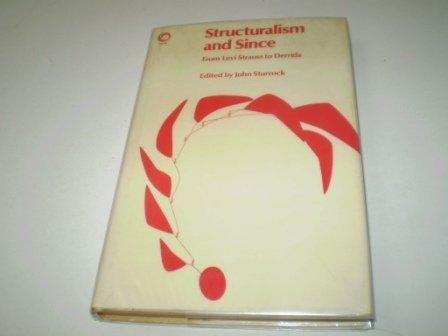 Structuralism
and Since
From Lévi Strauss to Derrida
Edited by John Sturrock